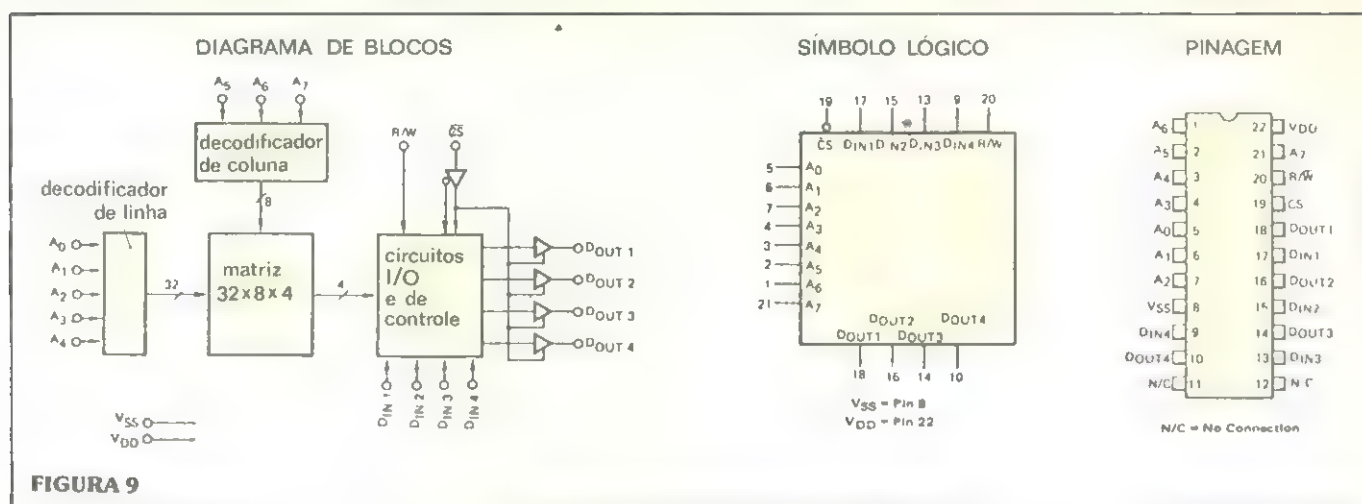 DIAGRAMA DE BLOCOS
A5 A6 A7
decodificador
de coluna
decodificador
de linha
8
R/W
CS
A0
A1
A2
A3
A4
32
matriz
32x8x4
4
circuitos
I/O
e de
controle
DOUT 1
DOUT 2
DOUT 3
DOUT 4
DIN 1
DIN 2
DIN 3
DIN 4
VSS
VDD
SÍMBOLO LÓGICO
19 17 15 13 9 20
CS DIN1 DIN2 DIN3 DIN4 R/W
5 A0
6 A1
7 A2
4 A3
3 A4
2 A5
1 A6
21 A7
DOUT2 DOUT4
DOUT1 DOUT3
18 16 14 10
VSS = Pin 8
VDD = Pin 22
PINAGEM
A6 1 22 VDD
A5 2 21 A7
A4 3 20 R/W
A3 4 19 CS
A0 5 18 DOUT1
A1 6 17 DIN1
A2 7 16 DOUT2
VSS 8 15 DIN2
DIN4 9 14 DOUT3
DOUT4 10 13 DIN3
N/C 11 12 N/C
N/C = No Connection
FIGURA 9